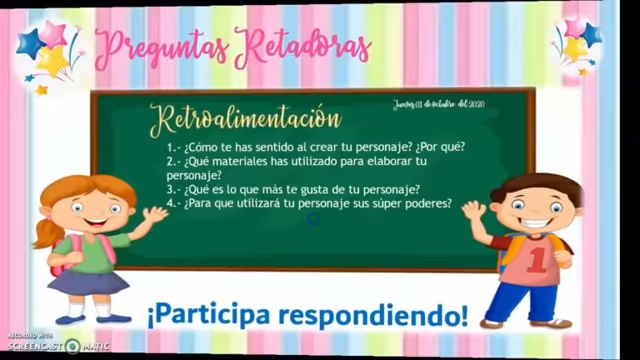 Preguntas Retadoras
Jueves 01 de octubre del 2020
Retroalimentación
1.- ¿Cómo te has sentido al crear tu personaje? ¿Por qué?
2.- ¿Qué materiales has utilizado para elaborar tu
personaje?
3.- ¿Qué es lo que más te gusta de tu personaje?
4.- ¿Para que utilizará tu personaje sus súper poderes?
1
¡Participa respondiendo!
RECORDED WITH
SCREENCAST MATIC